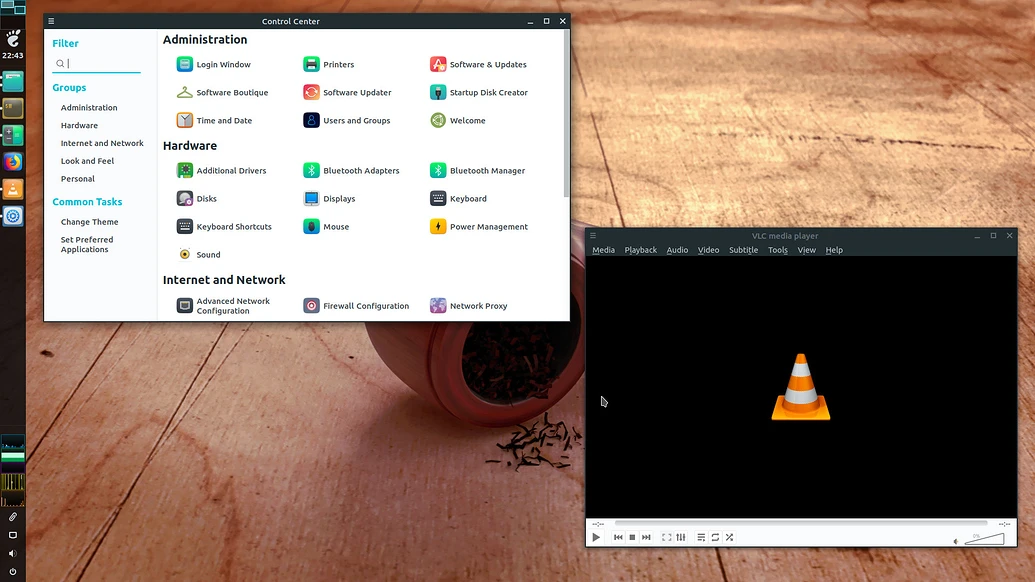 22:43
Control Center
Filter
Groups
Administration
Hardware
Internet and Network
Look and Feel
Personal
Common Tasks
Change Theme
Set Preferred
Applications
Administration
Login Window
Printers
Software & Updates
Software Boutique
Software Updater
Startup Disk Creator
Time and Date
Users and Groups
Welcome
Hardware
Additional Drivers
Bluetooth Adapters
Bluetooth Manager
Disks
Displays
Keyboard
Keyboard Shortcuts
Mouse
Power Management
Sound
Internet and Network
Advanced Network
Configuration
Firewall Configuration
Network Proxy
VLC media player
Media Playback Audio Video Subtitle Tools View Help
--:-- --:--